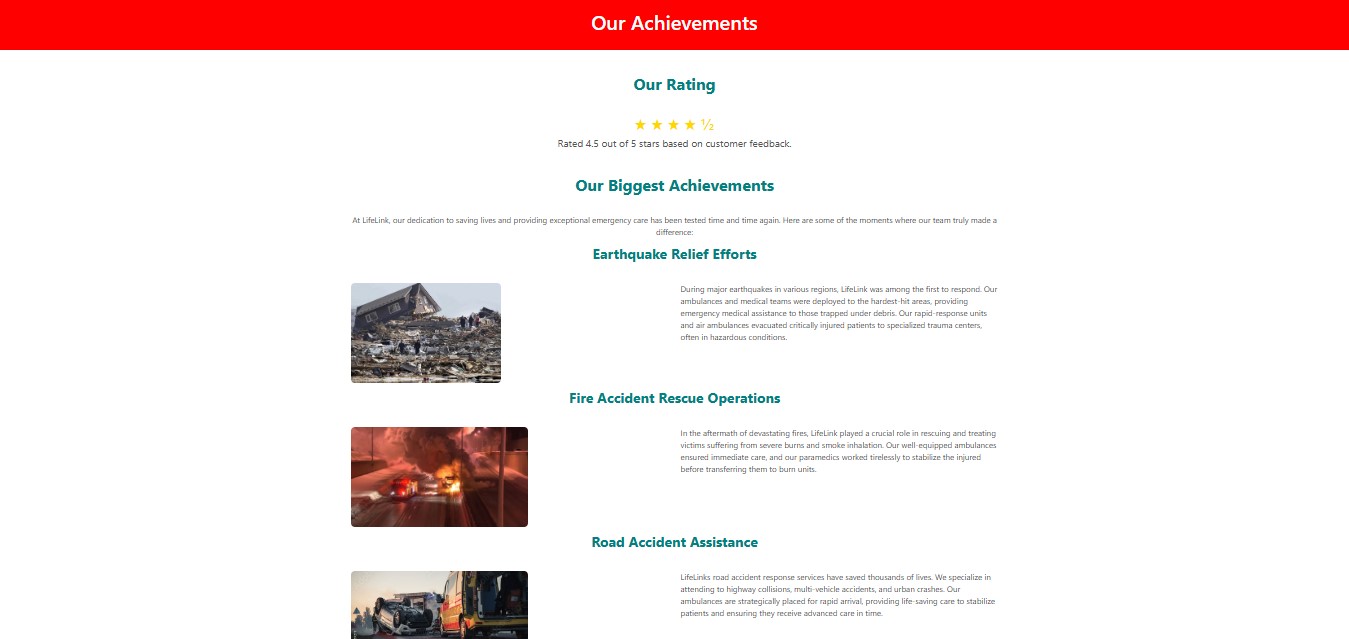 Our Achievements
Our Rating
★ ★ ★ ★ ½
Rated 4.5 out of 5 stars based on customer feedback.
Our Biggest Achievements
At LifeLink, our dedication to saving lives and providing exceptional emergency care has been tested time and time again. Here are some of the moments where our team truly made a
difference:
Earthquake Relief Efforts
During major earthquakes in various regions, LifeLink was among the first to respond. Our
ambulances and medical teams were deployed to the hardest-hit areas, providing
emergency medical assistance to those trapped under debris. Our rapid-response units
and air ambulances evacuated critically injured patients to specialized trauma centers,
often in hazardous conditions.
Fire Accident Rescue Operations
In the aftermath of devastating fires, LifeLink played a crucial role in rescuing and treating
victims suffering from severe burns and smoke inhalation. Our well-equipped ambulances
ensured immediate care, and our paramedics worked tirelessly to stabilize the injured
before transferring them to burn units.
Road Accident Assistance
LifeLinks road accident response services have saved thousands of lives. We specialize in
attending to highway collisions, multi-vehicle accidents, and urban crashes. Our
ambulances are strategically placed for rapid arrival, providing life-saving care to stabilize
patients and ensuring they receive advanced care in time.